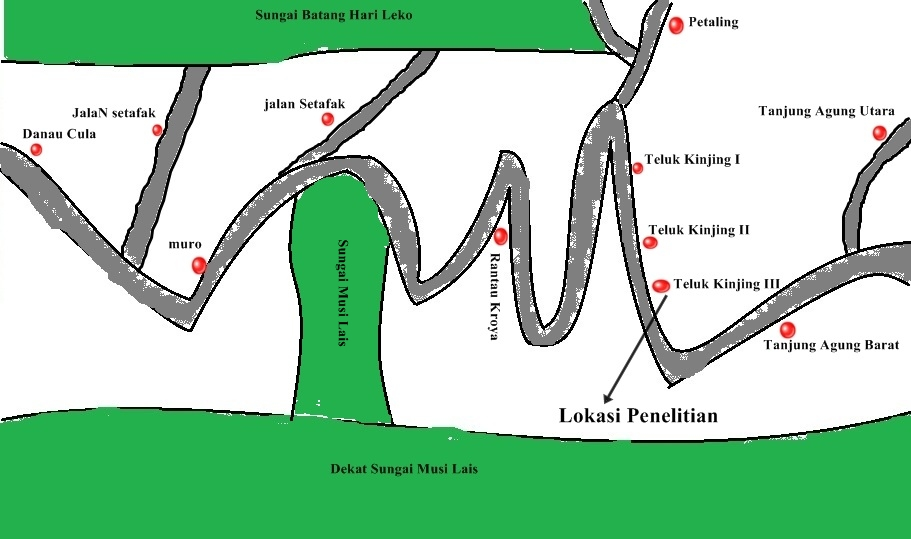 Sungai Batang Hari Leko
Petaling
JalaN setafak
jalan Setafak
Tanjung Agung Utara
Danau Cula
Teluk Kinjing I
muro
Teluk Kinjing II
Sungai Musi Lais
Rantau Kroya
Teluk Kinjing III
Tanjung Agung Barat
Lokasi Penelitian
Dekat Sungai Musi Lais